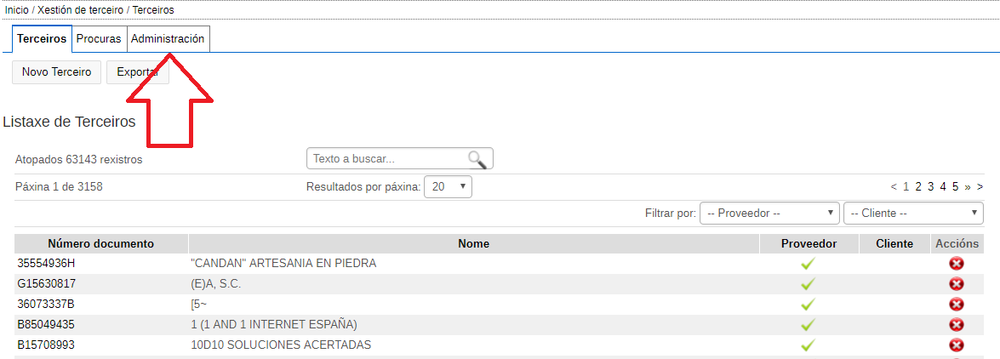 Inicio / Xestión de terceiro / Terceiros
Terceiros Procuras Administración
Novo Terceiro Exportar
Listaxe de Terceiros
Atopados 63143 rexistros Texto a buscar...
Páxina 1 de 3158 Resultados por páxina: 20 < 1 2 3 4 5 » >
Filtrar por: -- Proveedor -- -- Cliente --
Número documento Nome Proveedor Cliente Accións
35554936H "CANDAN" ARTESANIA EN PIEDRA
G15630817 (E)A, S.C.
36073337B [5~
B85049435 1 (1 AND 1 INTERNET ESPAÑA)
B15708993 10D10 SOLUCIONES ACERTADAS